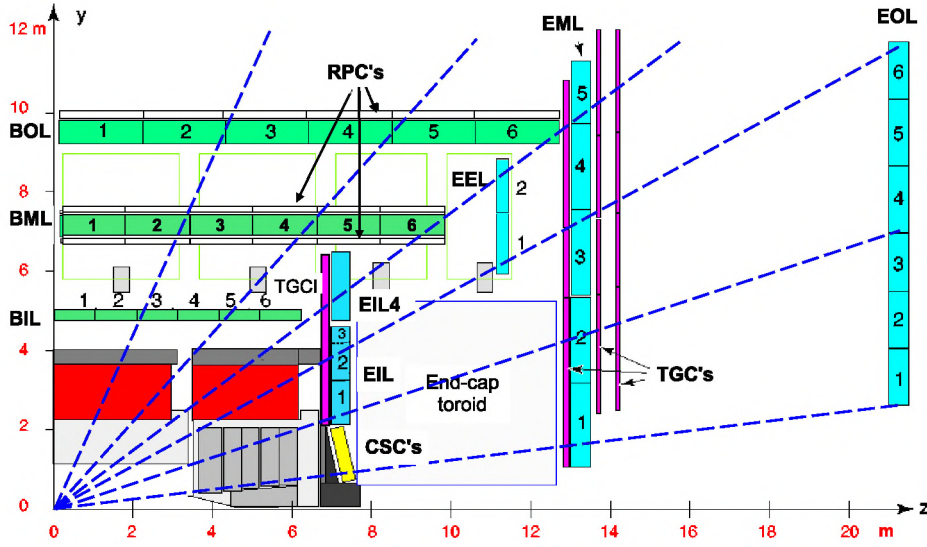 y
12 m
EML
EOL
RPC's
6
5
10
BOL
1 2 3 4 5 6
5
4
4
8
EEL
2
BML
1 2 3 4 5 6
1
3
3
6
TGCI
1 2 3 4 5 6
EIL4
BIL
2
2
4
3
2
EIL
End-cap
toroid
TGC's
1
1
2
CSC's
1
0
z
0 2 4 6 8 10 12 14 16 18 20 m